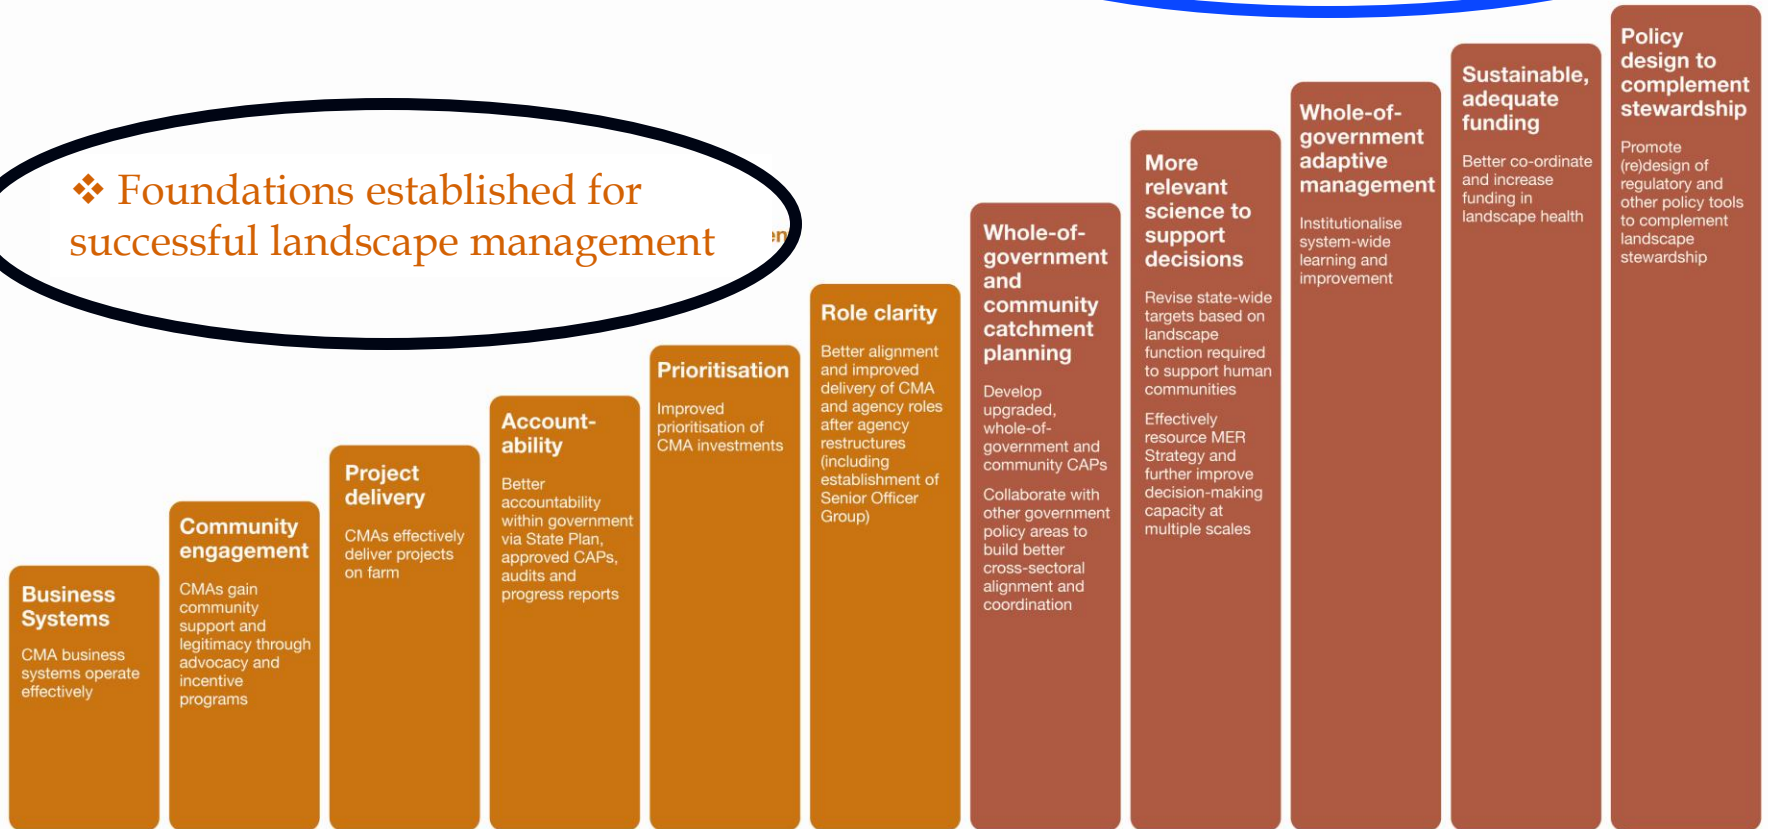 ❖ Foundations established for
successful landscape management
Business
Systems
CMA business
systems operate
effectively
Community
engagement
CMAs gain
community
support and
legitimacy through
advocacy and
incentive
programs
Project
delivery
CMAs effectively
deliver projects
on farm
Account-
ability
Better
accountability
within government
via State Plan,
approved CAPs,
audits and
progress reports
Prioritisation
Improved
prioritisation of
CMA investments
Role clarity
Better alignment
and improved
delivery of CMA
and agency roles
after agency
restructures
(including
establishment of
Senior Officer
Group)
Whole-of-
government
and
community
catchment
planning
Develop
upgraded,
whole-of-
government and
community CAPs
Collaborate with
other government
policy areas to
build better
cross-sectoral
alignment and
coordination
More
relevant
science to
support
decisions
Revise state-wide
targets based on
landscape
function required
to support human
communities
Effectively
resource MER
Strategy and
further improve
decision-making
capacity at
multiple scales
Whole-of-
government
adaptive
management
Institutionalise
system-wide
learning and
improvement
Sustainable,
adequate
funding
Better co-ordinate
and increase
funding in
landscape health
Policy
design to
complement
stewardship
Promote
(re)design of
regulatory and
other policy tools
to complement
landscape
stewardship